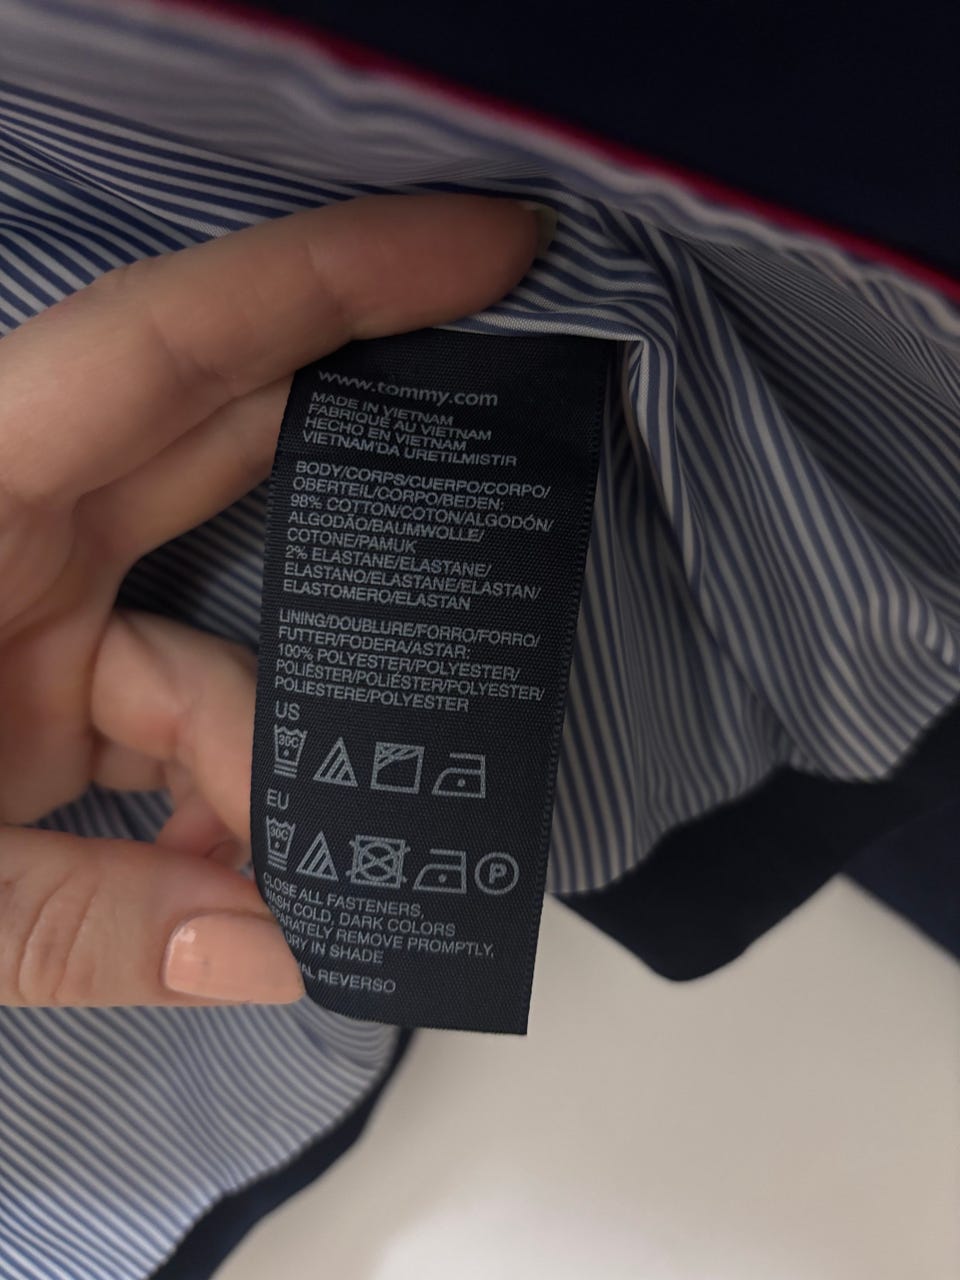 www.tommy.com
MADE IN VIETNAM
FABRIQUÉ AU VIETNAM
HECHO EN VIETNAM
VIETNAM'DA URETILMISTIR
BODY/CORPS/CUERPO/CORPO/
OBERTEIL/CORPO/BEDEN:
98% COTTON/COTON/ALGODÓN/
ALGODÃO/BAUMWOLLE/
COTONE/PAMUK
2% ELASTANE/ELASTANE/
ELASTANO/ELASTANE/ELASTAN/
ELASTOMERO/ELASTAN
LINING/DOUBLURE/FORRO/FORRO/
FUTTER/FODERA/ASTAR:
100% POLYESTER/POLYESTER/
POLIÉSTER/POLIÉSTER/POLYESTER/
POLIESTERE/POLYESTER
US
30C
EU
30C P
CLOSE ALL FASTENERS,
WASH COLD, DARK COLORS
REMOVE PROMPTLY,
DRY IN SHADE
REVERSO